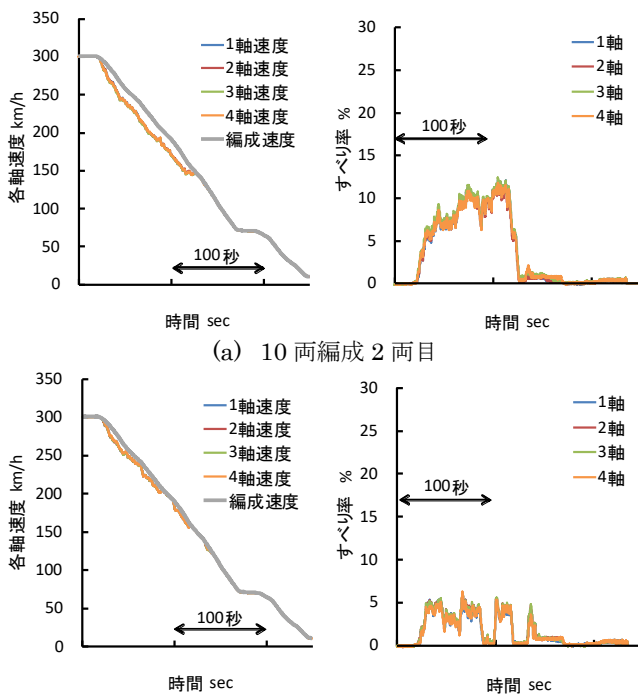 350
300
250
200
150
100
50
0
各軸速度 km/h
1軸速度
2軸速度
3軸速度
4軸速度
編成速度
100秒
時間 sec
30
25
20
15
10
5
0
すべり率 %
1軸
2軸
3軸
4軸
100秒
時間 sec
(a) 10両編成2両目
350
300
250
200
150
100
50
0
各軸速度 km/h
1軸速度
2軸速度
3軸速度
4軸速度
編成速度
100秒
時間 sec
30
25
20
15
10
5
0
すべり率 %
1軸
2軸
3軸
4軸
100秒
時間 sec